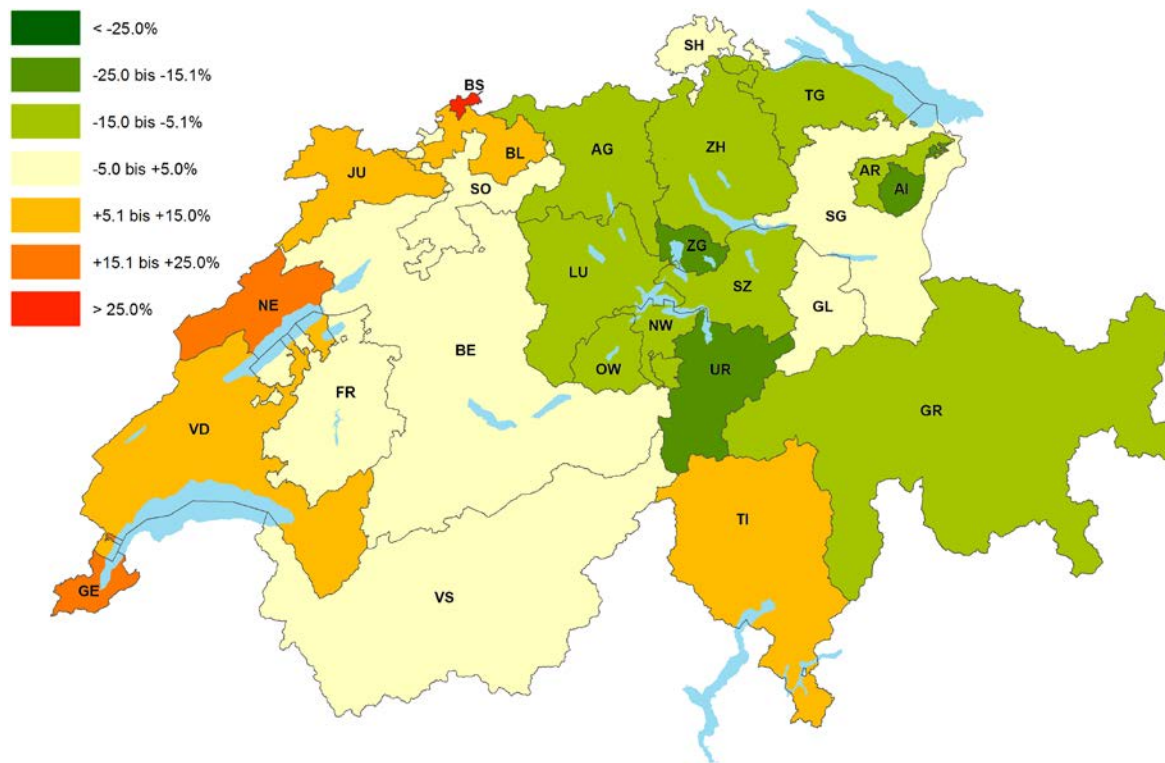 < -25.0%
-25.0 bis -15.1%
-15.0 bis -5.1%
-5.0 bis +5.0%
+5.1 bis +15.0%
+15.1 bis +25.0%
> 25.0%
SH
BS
TG
BL
AG
ZH
JU
SO
AR
AI
SG
ZG
LU
SZ
NE
GL
NW
BE
OW
UR
FR
GR
VD
TI
GE
VS